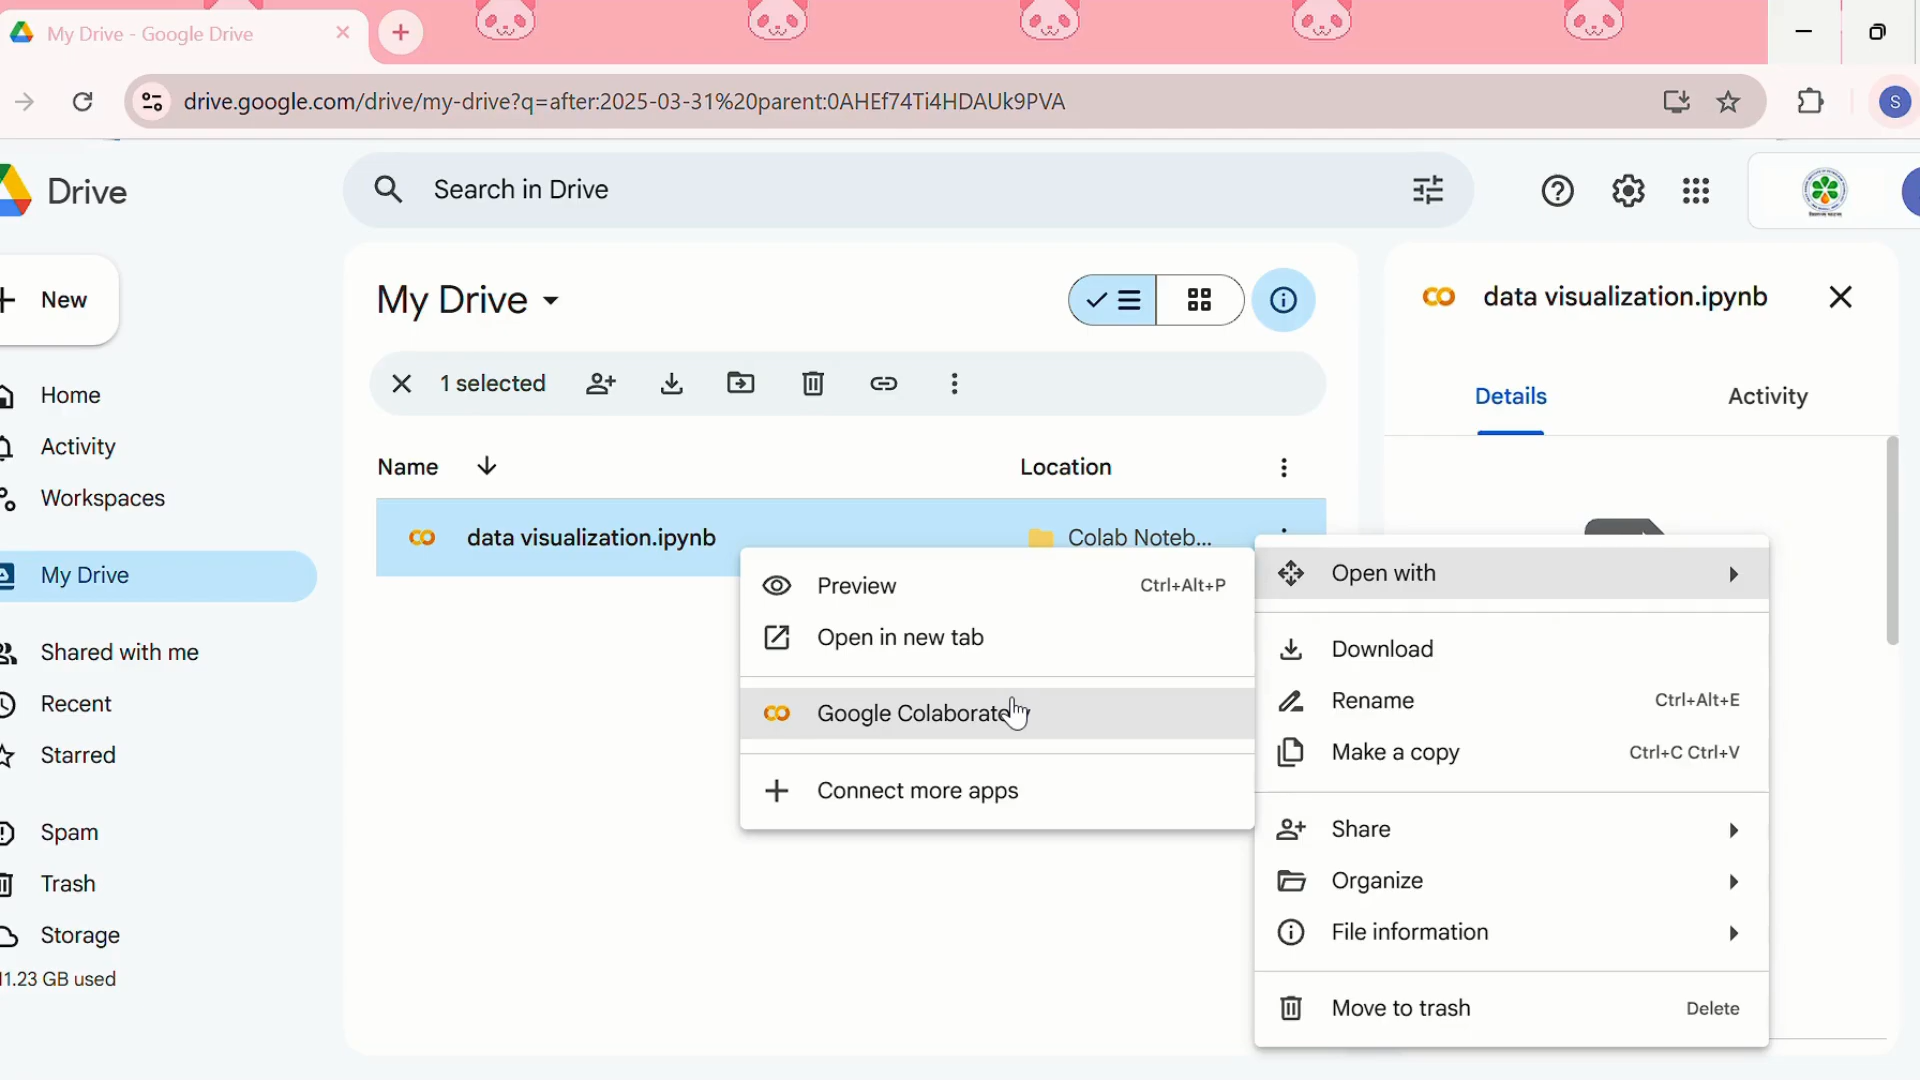 My Drive - Google Drive
drive.google.com/drive/my-drive?q=after:2025-03-31%20parent:0AHEf74Ti4HDAUk9PVA
S
Drive
Search in Drive
New
My Drive
data visualization.ipynb
1 selected
Details
Activity
Home
Activity
Workspaces
My Drive
Shared with me
Recent
Starred
Spam
Trash
Storage
11.23 GB used
Name
Location
data visualization.ipynb
Colab Noteb...
Preview
Ctrl+Alt+P
Open in new tab
Google Colaboratory
Connect more apps
Open with
Download
Rename
Ctrl+Alt+E
Make a copy
Ctrl+C Ctrl+V
Share
Organize
File information
Move to trash
Delete